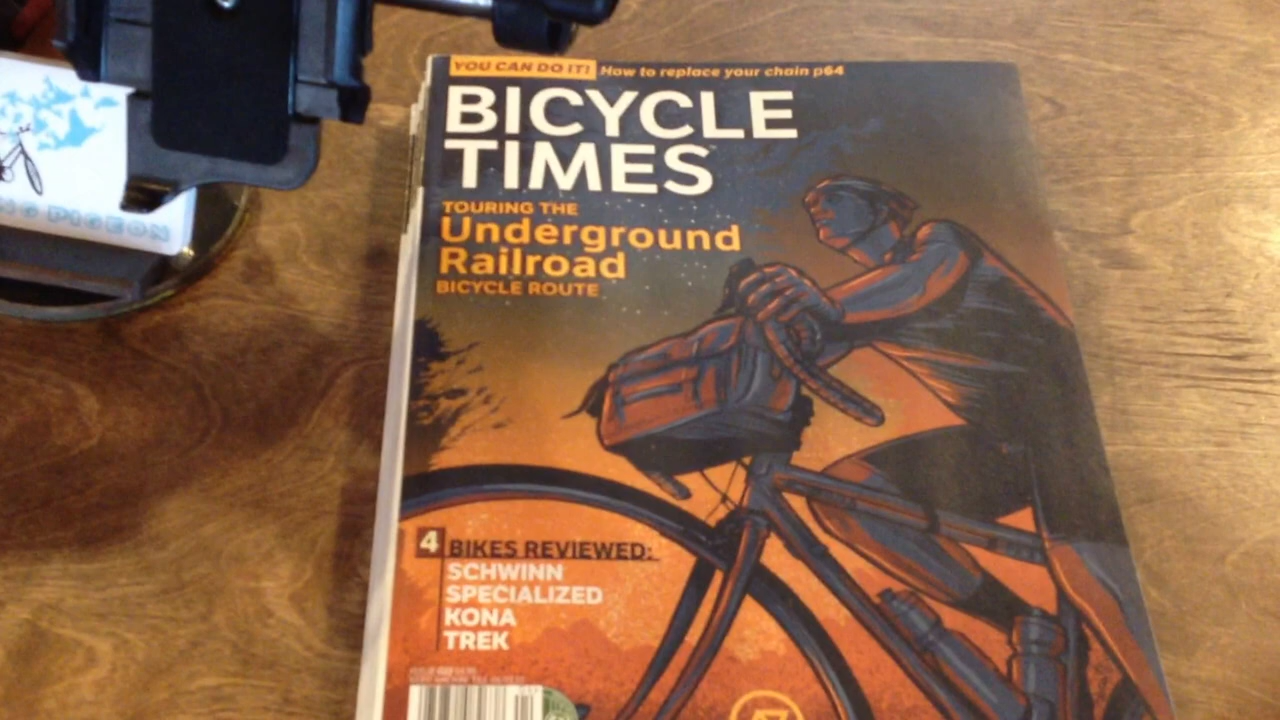 YOU CAN DO IT! How to replace your chain p64
BICYCLE
TIMES
TOURING THE
Underground
Railroad
BICYCLE ROUTE
4 BIKES REVIEWED:
SCHWINN
SPECIALIZED
KONA
TREK
PIGEON